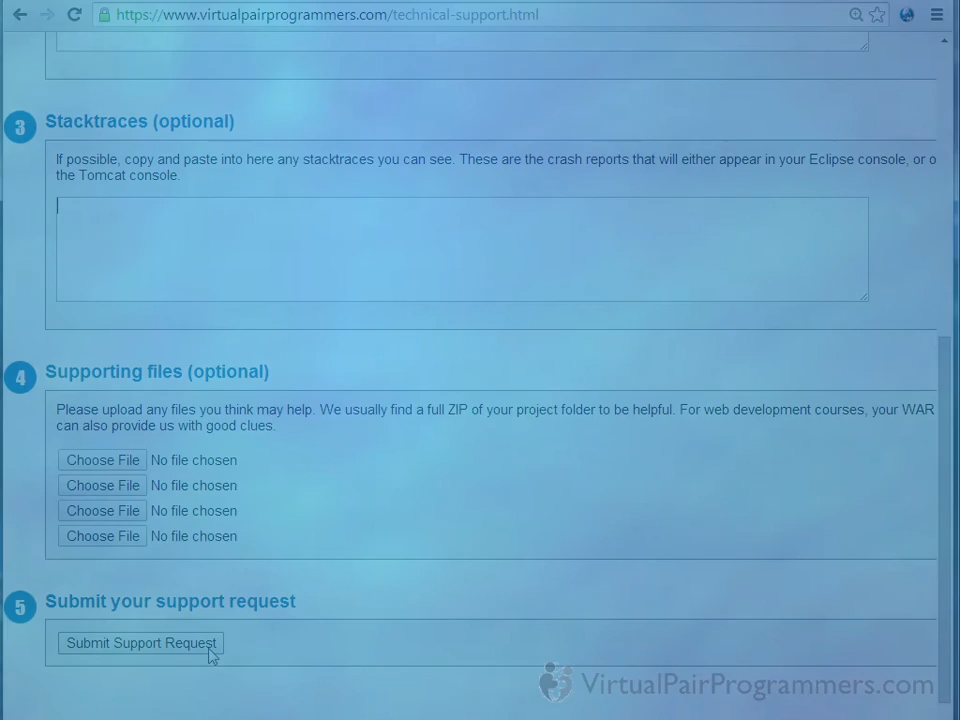 https://www.virtualpairprogrammers.com/technical-support.html
3 Stacktraces (optional)
If possible, copy and paste into here any stacktraces you can see. These are the crash reports that will either appear in your Eclipse console, or o
the Tomcat console.
4 Supporting files (optional)
Please upload any files you think may help. We usually find a full ZIP of your project folder to be helpful. For web development courses, your WAR
can also provide us with good clues.
Choose File No file chosen
Choose File No file chosen
Choose File No file chosen
Choose File No file chosen
5 Submit your support request
Submit Support Request
VirtualPairProgrammers.com